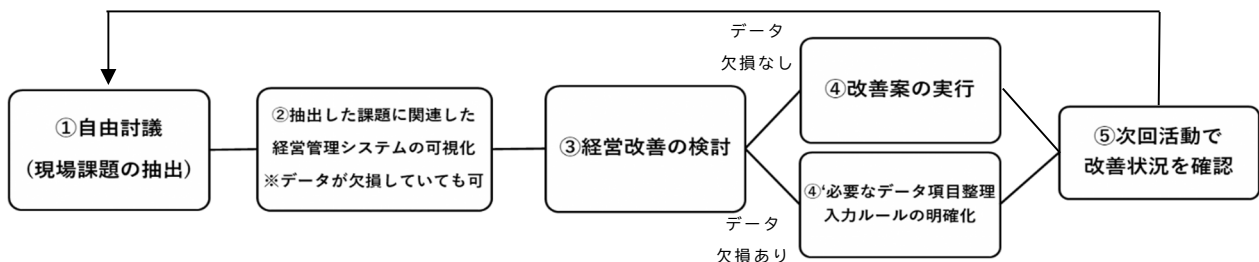 ①自由討議
(現場課題の抽出)
②抽出した課題に関連した
経営管理システムの可視化
※データが欠損していても可
③経営改善の検討
データ
欠損なし
④改善案の実行
データ
欠損あり
④‘必要なデータ項目整理
入力ルールの明確化
⑤次回活動で
改善状況を確認